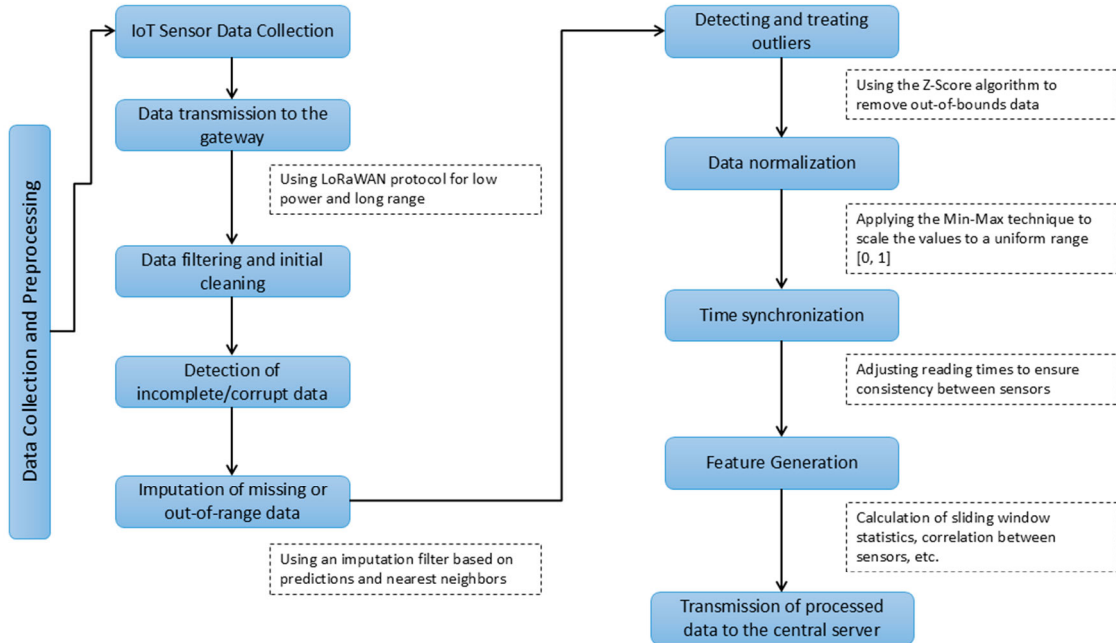 Data Collection and Preprocessing
IoT Sensor Data Collection
Data transmission to the
gateway
Using LoRaWAN protocol for low
power and long range
Data filtering and initial
cleaning
Detection of
incomplete/corrupt data
Imputation of missing or
out-of-range data
Using an imputation filter based on
predictions and nearest neighbors
Detecting and treating
outliers
Using the Z-Score algorithm to
remove out-of-bounds data
Data normalization
Applying the Min-Max technique to
scale the values to a uniform range
[0, 1]
Time synchronization
Adjusting reading times to ensure
consistency between sensors
Feature Generation
Calculation of sliding window
statistics, correlation between
sensors, etc.
Transmission of processed
data to the central server